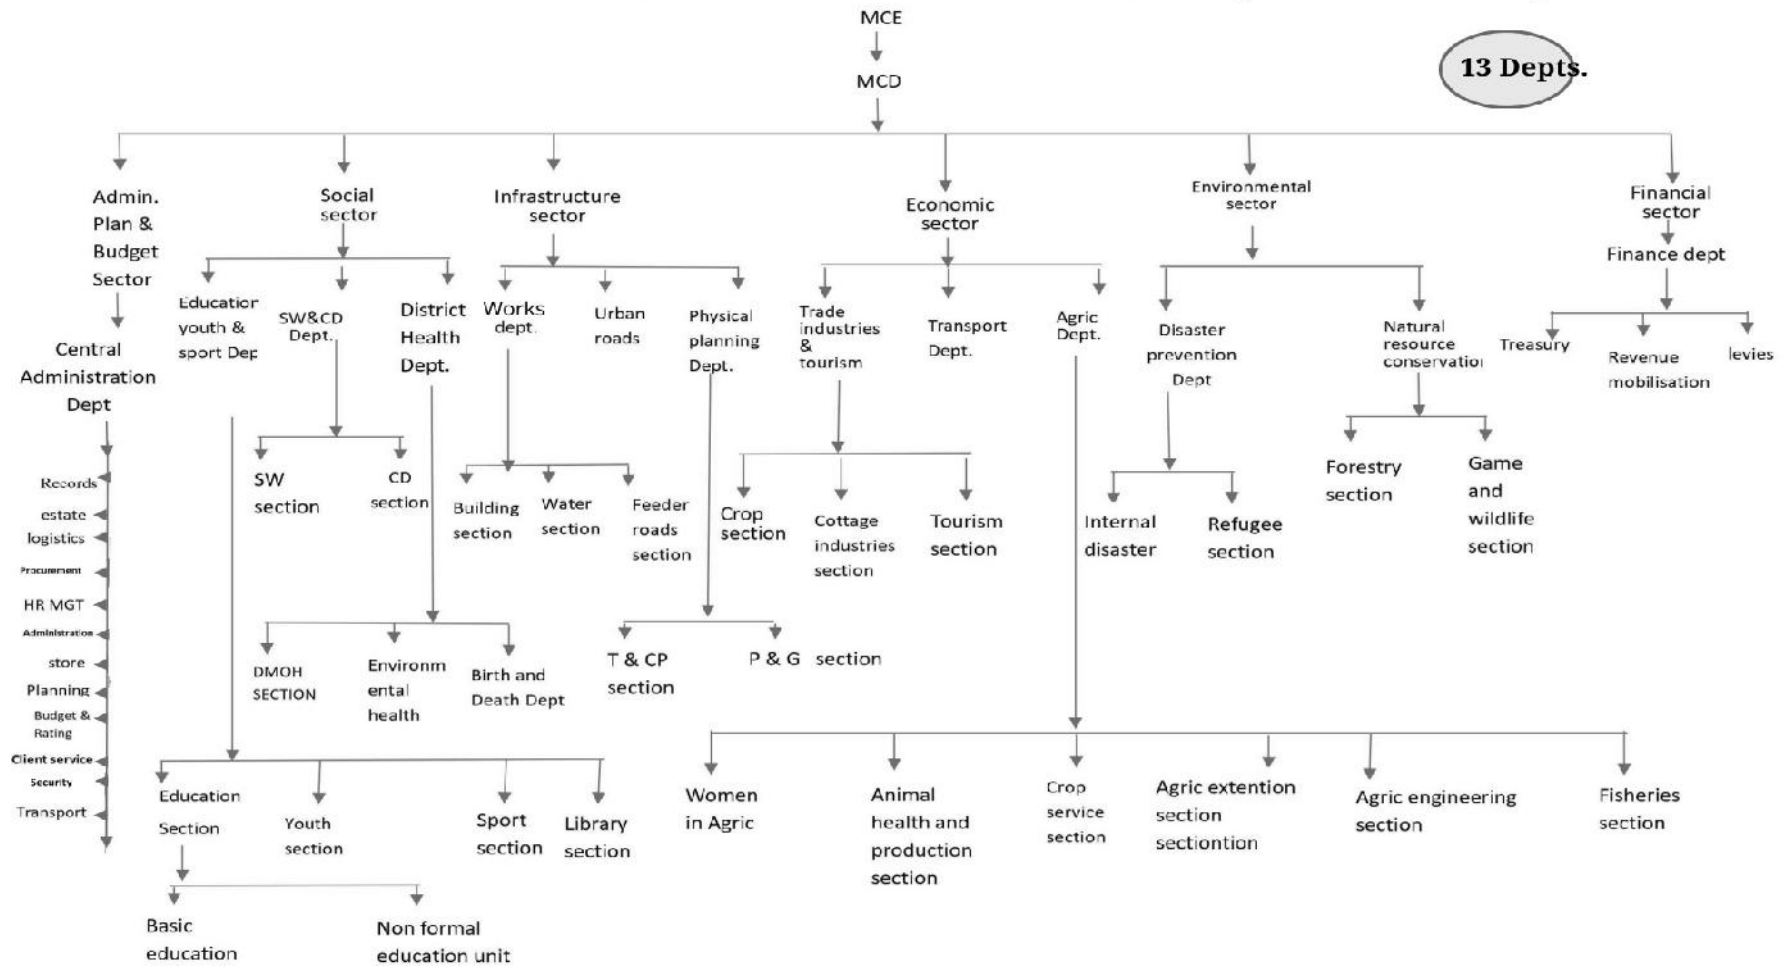 MCE
13 Depts.
MCD
Admin.
Plan &
Budget
Sector
Social
sector
Infrastructure
sector
Economic
sector
Environmental
sector
Financial
sector
Finance dept
Central
Administration
Dept
Education
youth &
sport Dep
SW&CD
Dept.
District
Health
Dept.
Works
dept.
Urban
roads
Physical
planning
Dept.
Trade
industries
&
tourism
Transport
Dept.
Agric
Dept.
Disaster
prevention
Dept
Natural
resource
conservation
Treasury
Revenue
mobilisation
levies
Records
estate
logistics
Procurement
HR MGT
Administration
store
Planning
Budget &
Rating
Client service
Security
Transport
SW
section
CD
section
Building
section
Water
section
Feeder
roads
section
Crop
section
Cottage
industries
section
Tourism
section
Internal
disaster
Refugee
section
Forestry
section
Game
and
wildlife
section
DMOH
SECTION
Environm
ental
health
Birth and
Death Dept
T & CP
section
P & G section
Education
Section
Youth
section
Sport
section
Library
section
Women
in Agric
Animal
health and
production
section
Crop
service
section
Agric extention
section
sectiontion
Agric engineering
section
Fisheries
section
Basic
education
Non formal
education unit